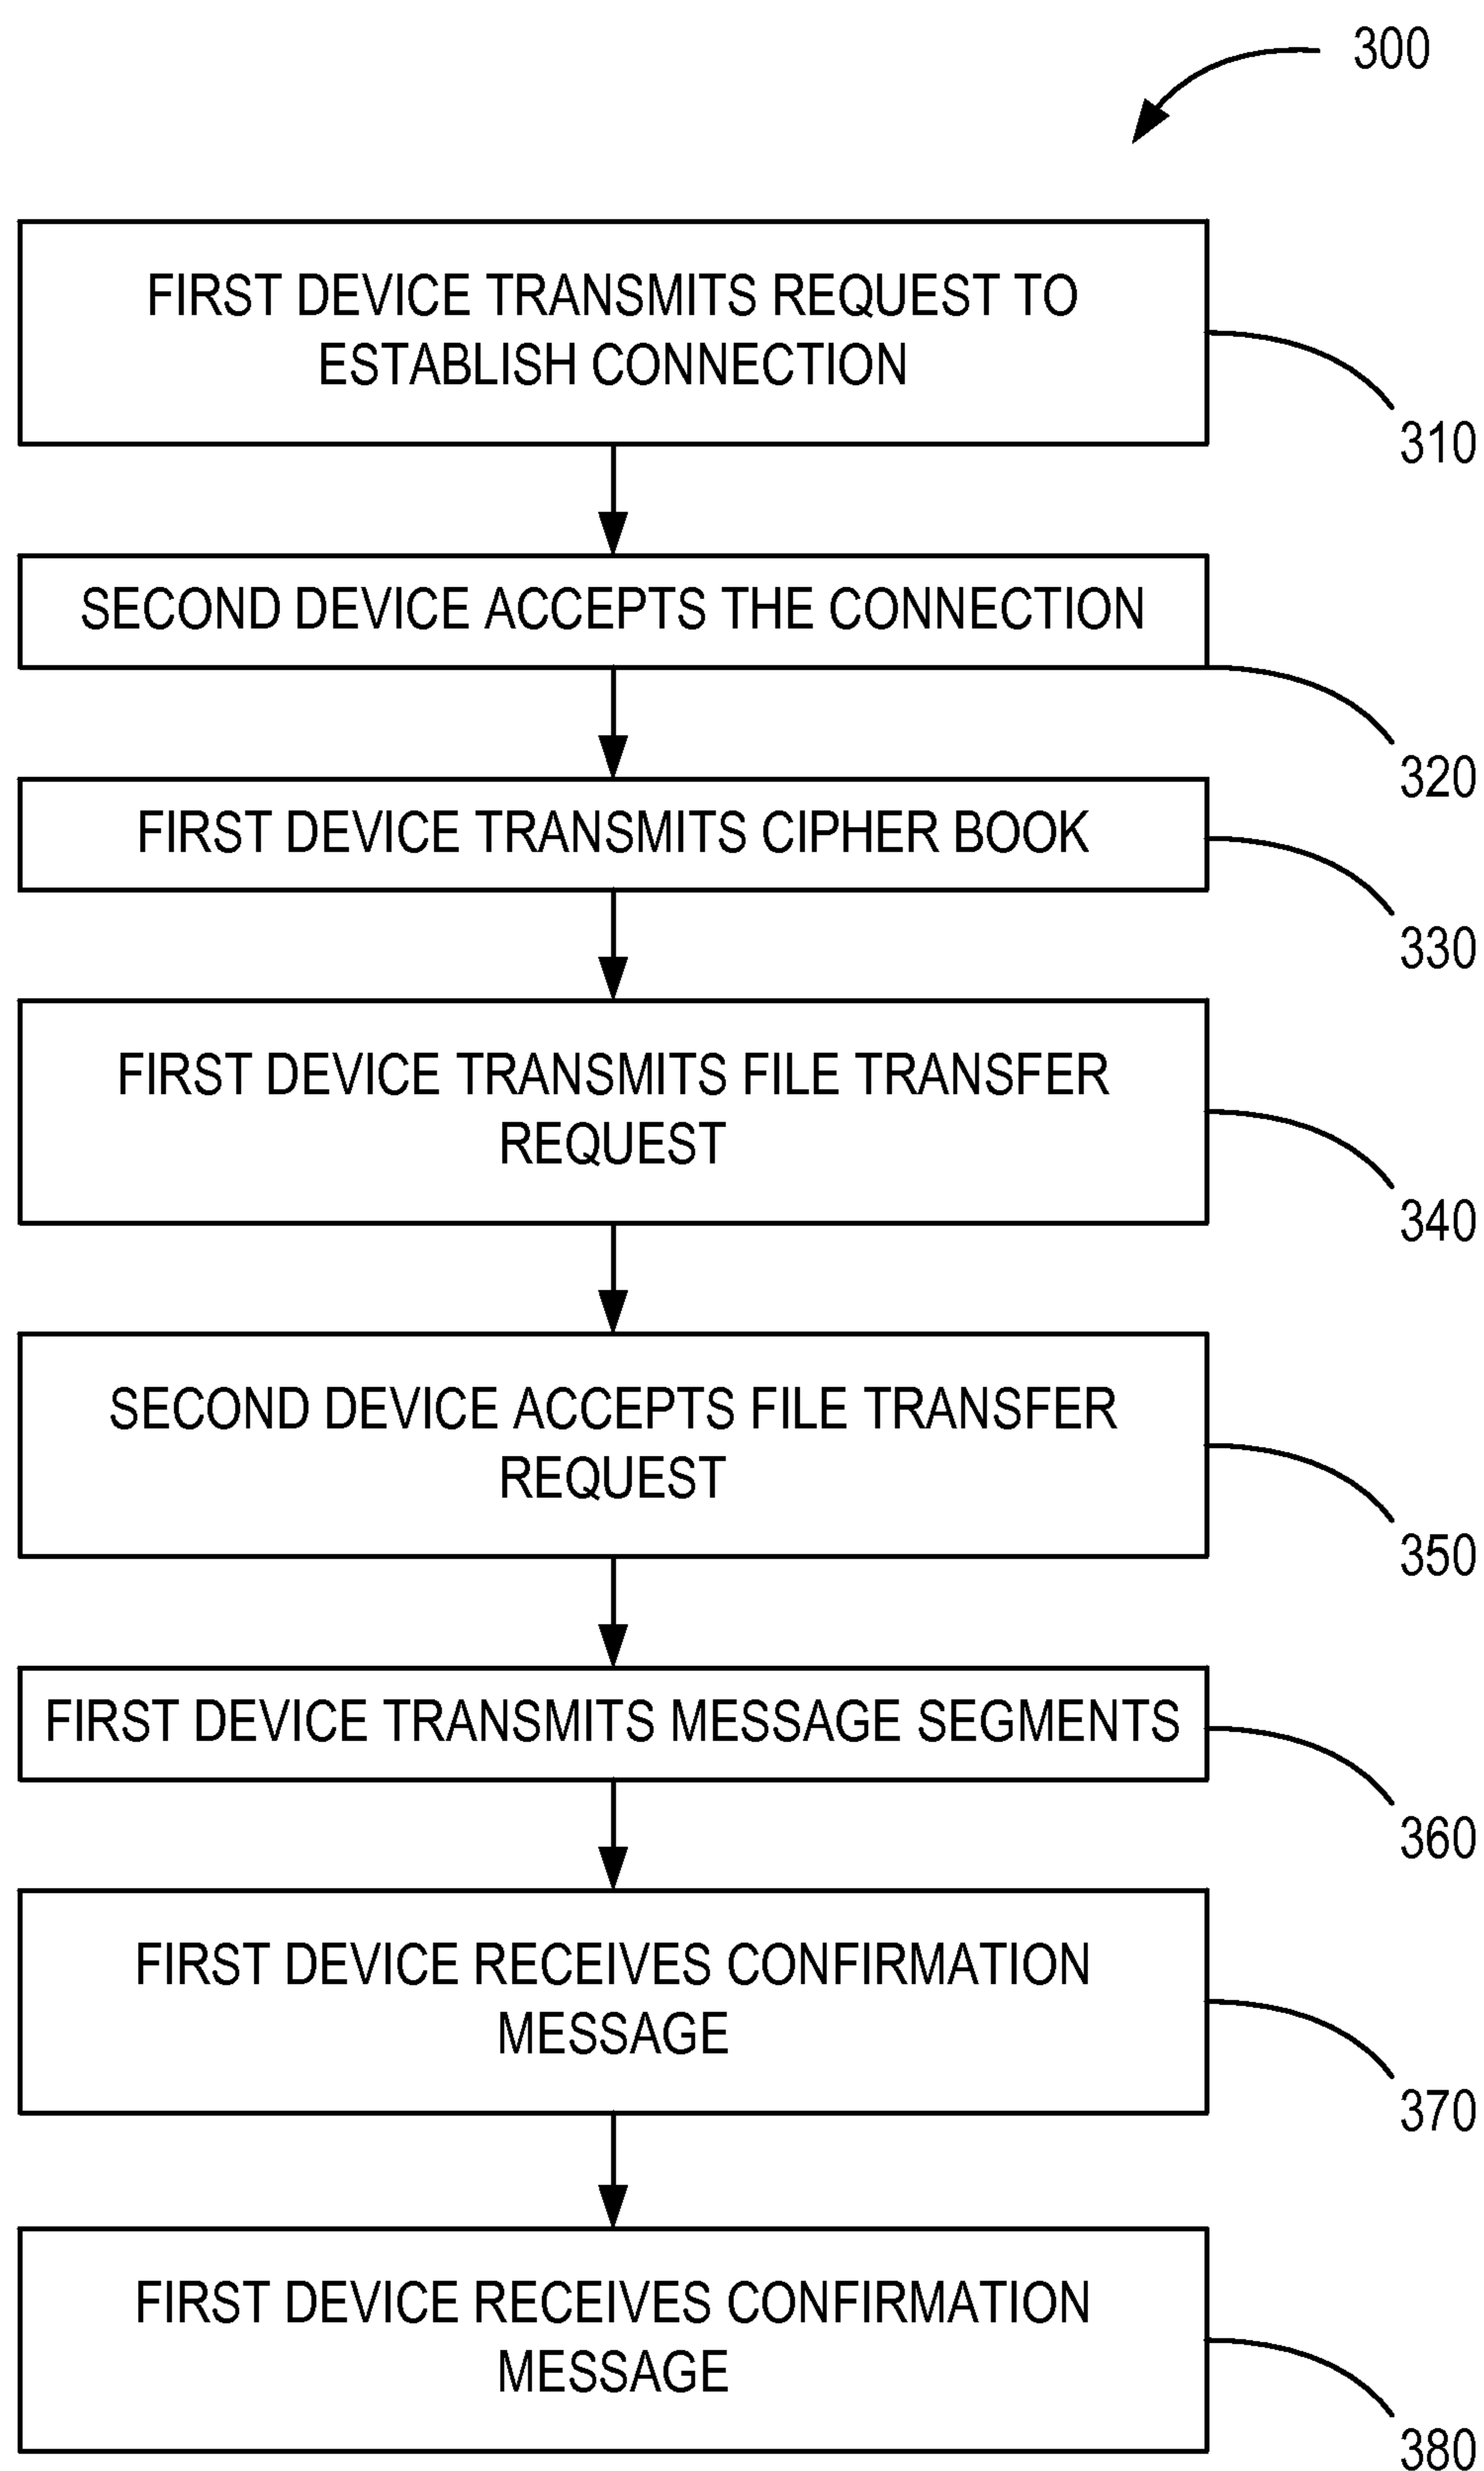 300
FIRST DEVICE TRANSMITS REQUEST TO
ESTABLISH CONNECTION
310
SECOND DEVICE ACCEPTS THE CONNECTION
320
FIRST DEVICE TRANSMITS CIPHER BOOK
330
FIRST DEVICE TRANSMITS FILE TRANSFER
REQUEST
340
SECOND DEVICE ACCEPTS FILE TRANSFER
REQUEST
350
FIRST DEVICE TRANSMITS MESSAGE SEGMENTS
360
FIRST DEVICE RECEIVES CONFIRMATION
MESSAGE
370
FIRST DEVICE RECEIVES CONFIRMATION
MESSAGE
380